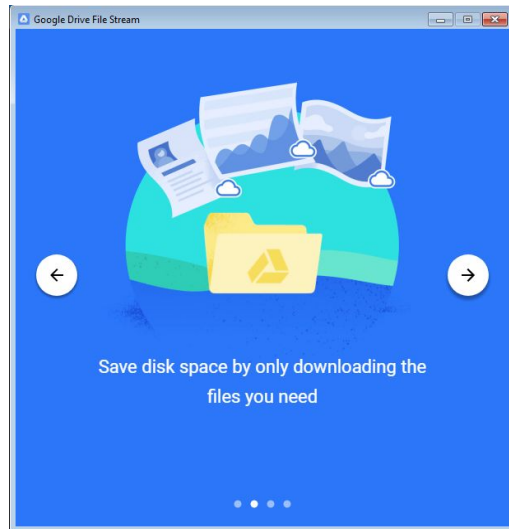 Google Drive File Stream
Save disk space by only downloading the
files you need